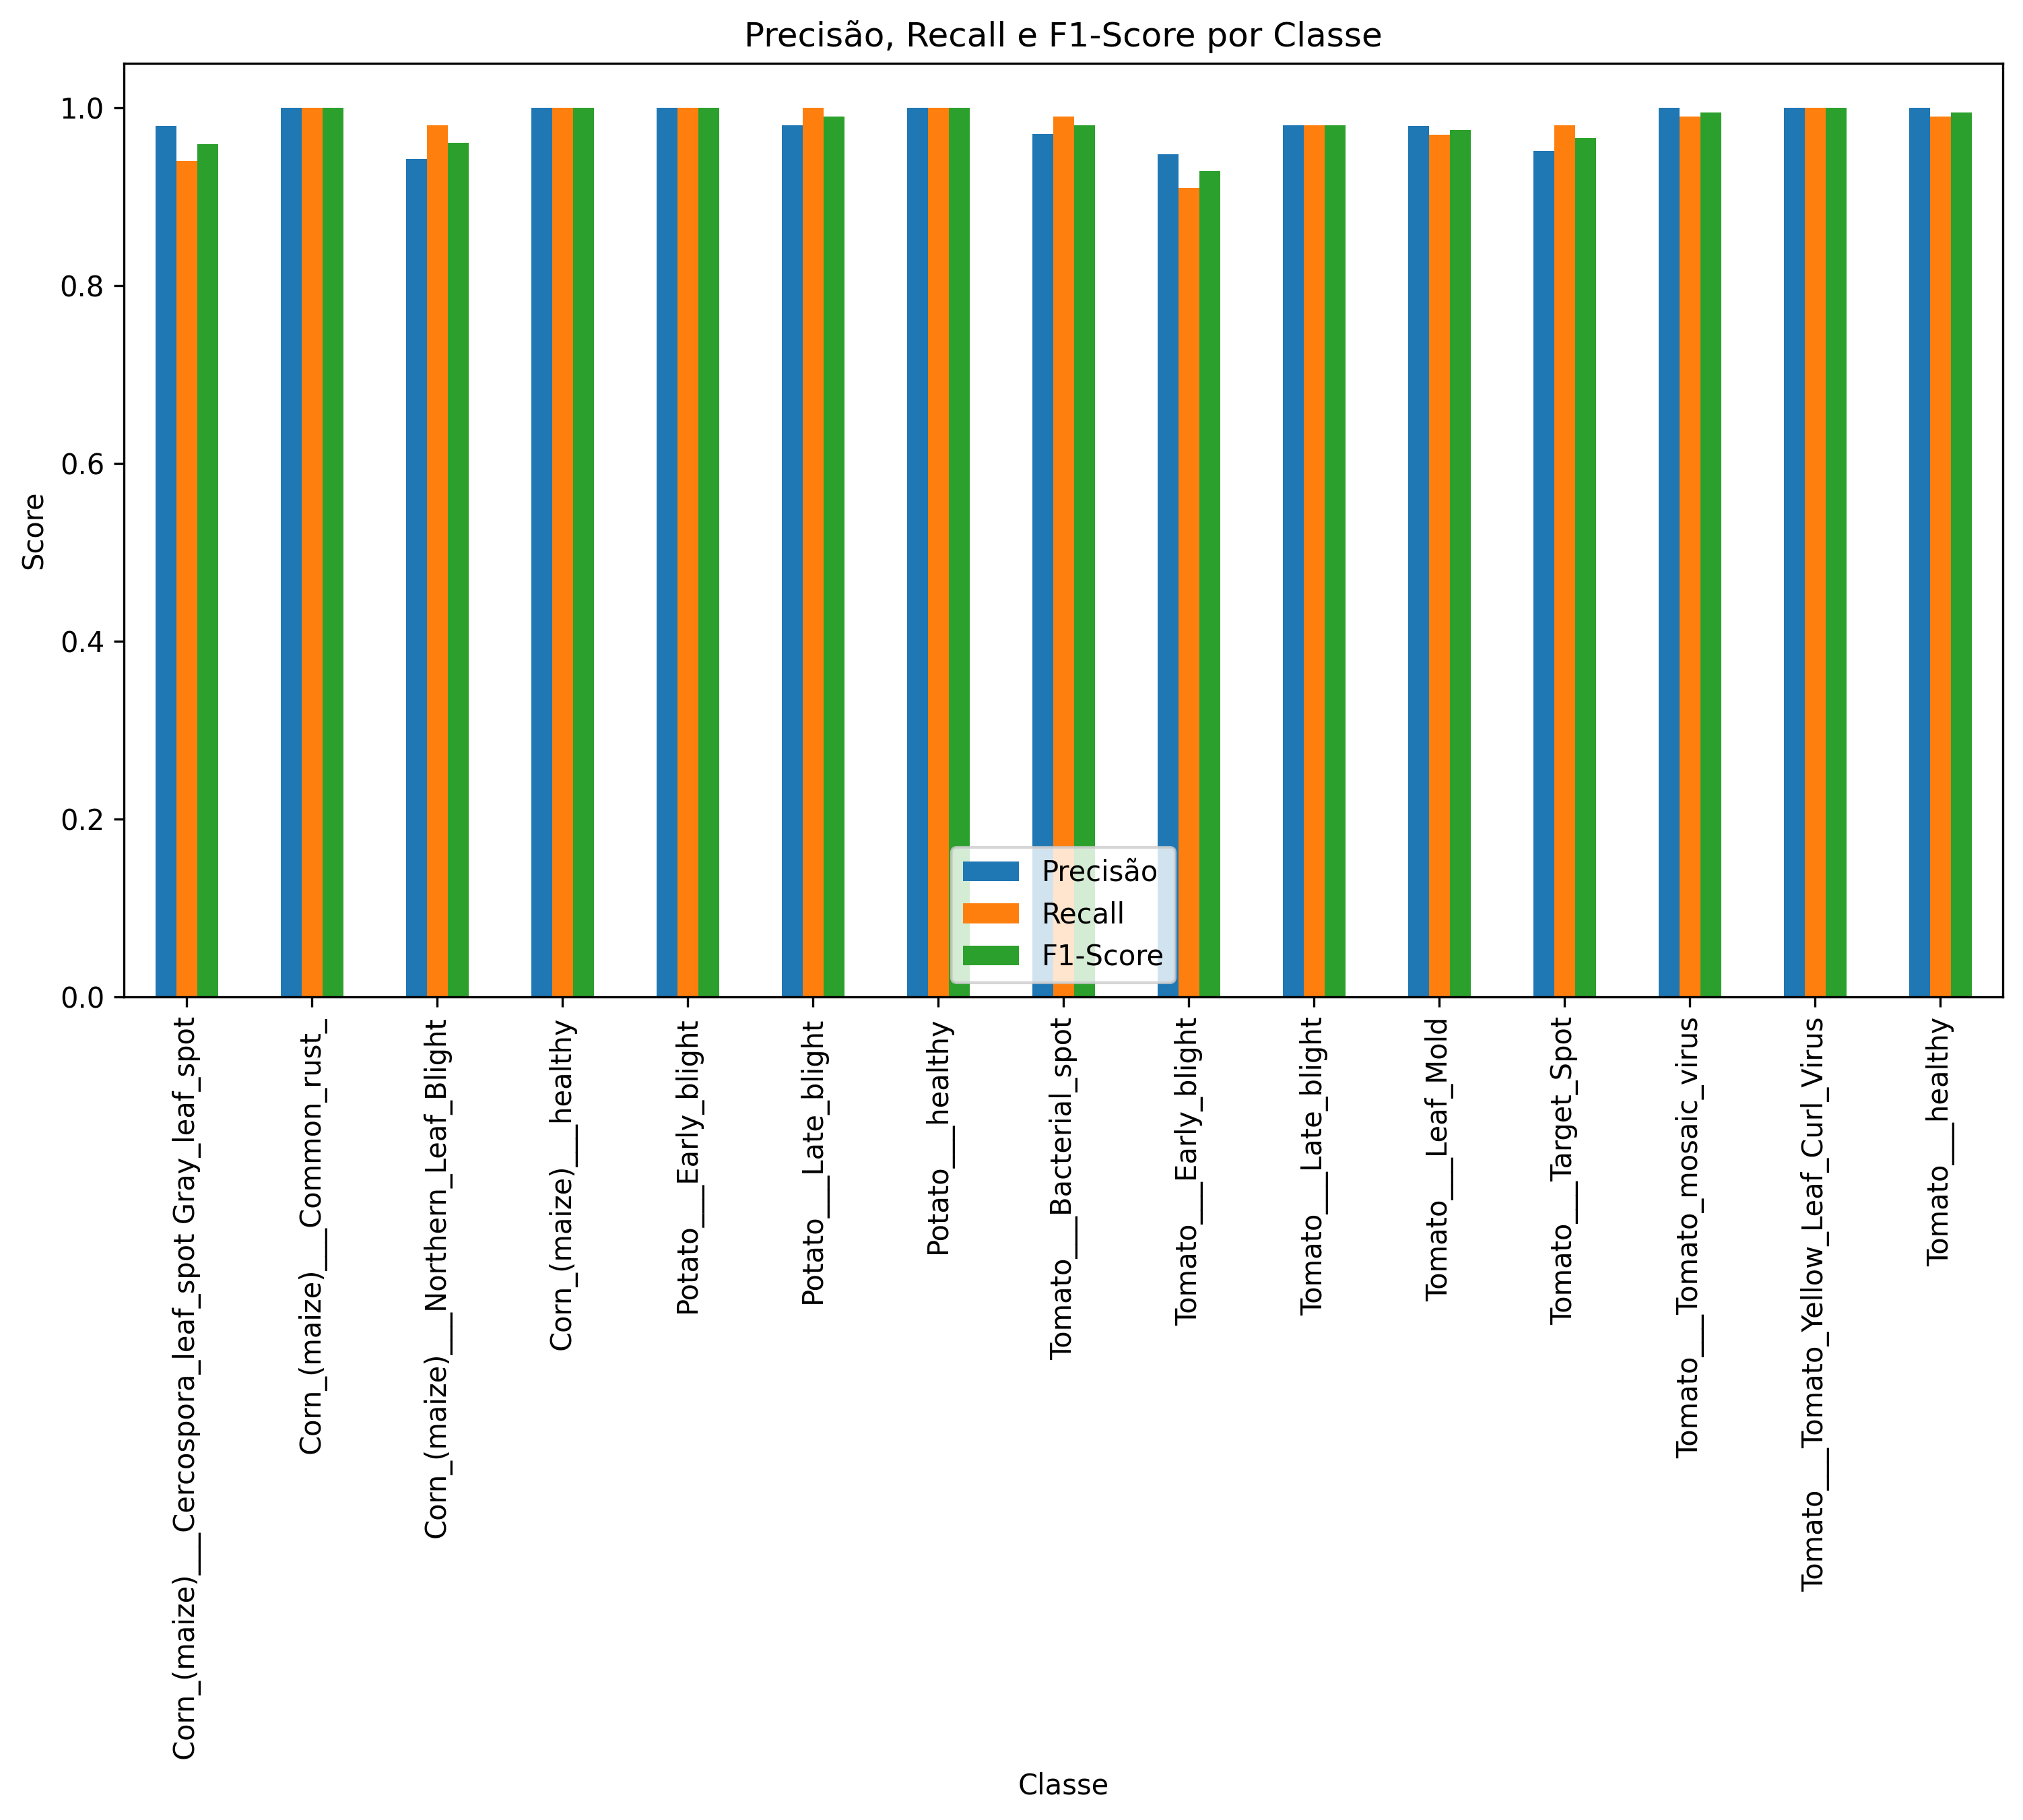 Precisão, Recall e F1-Score por Classe
Score
1.0
0.8
0.6
0.4
0.2
0.0
Precisão
Recall
F1-Score
Corn_(maize)___Cercospora_leaf_spot Gray_leaf_spot
Corn_(maize)___Common_rust_
Corn_(maize)___Northern_Leaf_Blight
Corn_(maize)___healthy
Potato___Early_blight
Potato___Late_blight
Potato___healthy
Tomato___Bacterial_spot
Tomato___Early_blight
Tomato___Late_blight
Tomato___Leaf_Mold
Tomato___Target_Spot
Tomato___Tomato_mosaic_virus
Tomato___Tomato_Yellow_Leaf_Curl_Virus
Tomato___healthy
Classe